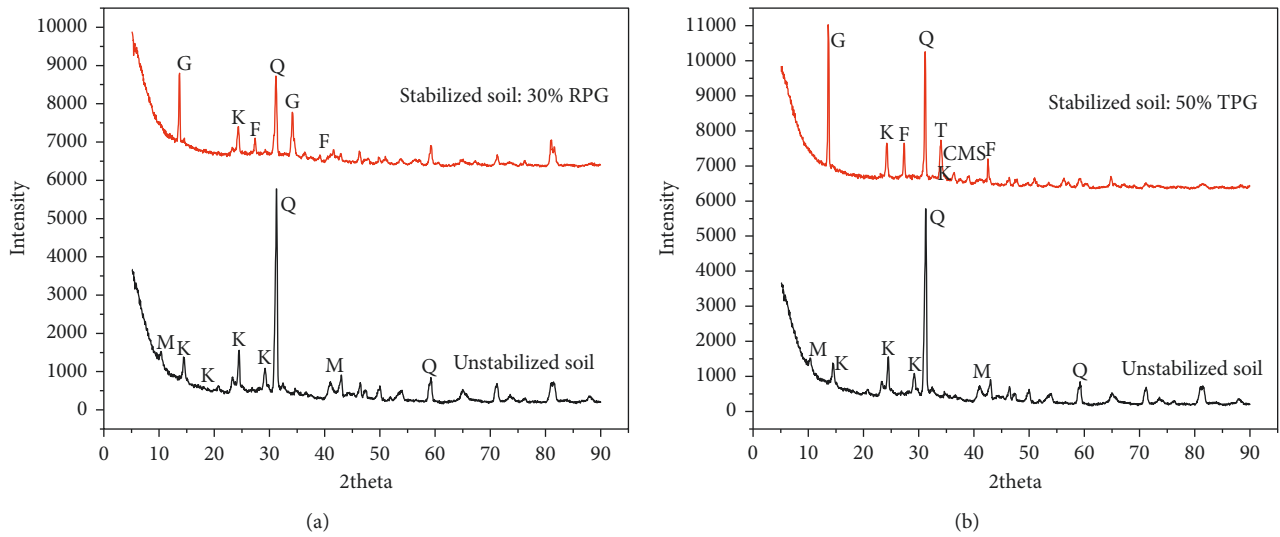 10000
9000
8000
7000
6000
5000
4000
3000
2000
1000
0
Intensity
G
Q
Stabilized soil: 30% RPG
K
F
G
F
Q
M
K
K
K
K
M
Q
Unstabilized soil
0 10 20 30 40 50 60 70 80 90
2theta
(a)
11000
10000
9000
8000
7000
6000
5000
4000
3000
2000
1000
0
Intensity
G
Q
Stabilized soil: 50% TPG
K F
T
CMS F
K
Q
M
K
K
K
M
Q
Unstabilized soil
0 10 20 30 40 50 60 70 80 90
2theta
(b)